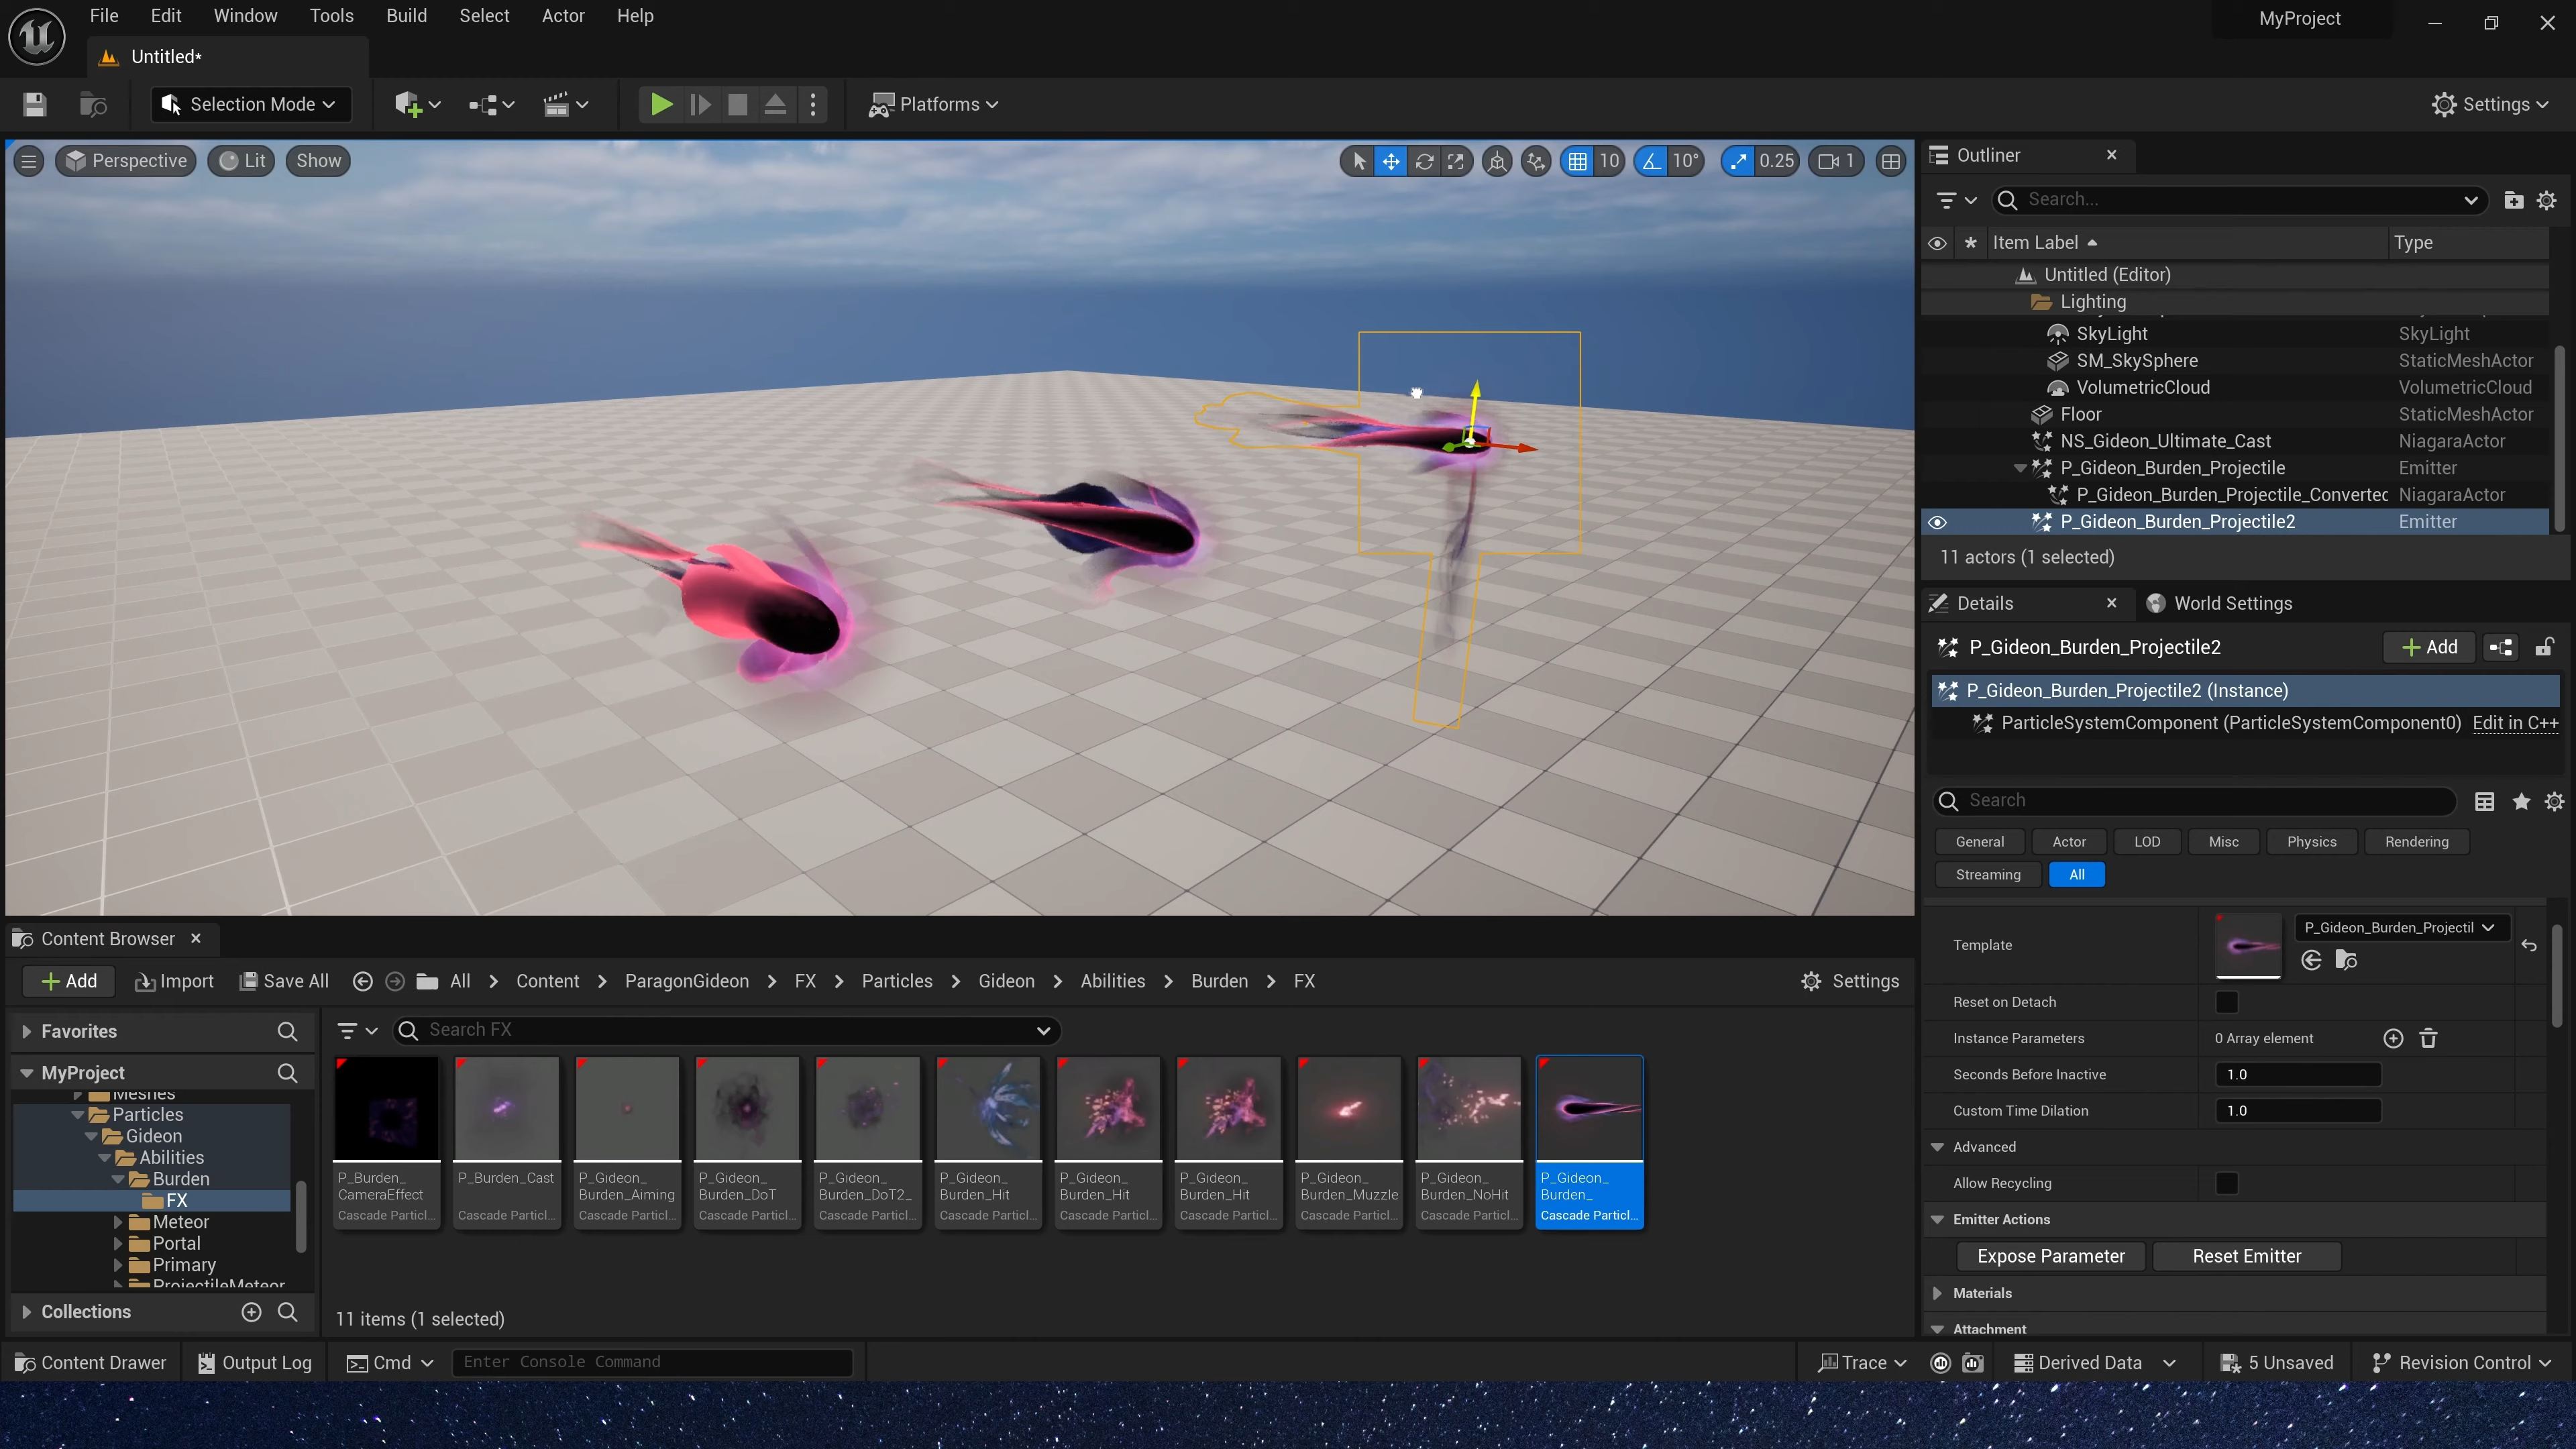 File Edit Window Tools Build Select Actor Help
MyProject
Untitled*
Selection Mode
Platforms
Settings
Perspective Lit Show
10 10° 0.25 1
Outliner
Search...
Item Label Type
Untitled (Editor)
Lighting
SkyLight SkyLight
SM_SkySphere StaticMeshActor
VolumetricCloud VolumetricCloud
Floor StaticMeshActor
NS_Gideon_Ultimate_Cast NiagaraActor
P_Gideon_Burden_Projectile Emitter
P_Gideon_Burden_Projectile_Convertec NiagaraActor
P_Gideon_Burden_Projectile2 Emitter
11 actors (1 selected)
Details World Settings
P_Gideon_Burden_Projectile2 Add
P_Gideon_Burden_Projectile2 (Instance)
ParticleSystemComponent (ParticleSystemComponent0) Edit in C++
Search
General Actor LOD Misc Physics Rendering
Streaming All
Template P_Gideon_Burden_Projectil
Reset on Detach
Instance Parameters 0 Array element
Seconds Before Inactive 1.0
Custom Time Dilation 1.0
Advanced
Allow Recycling
Emitter Actions
Expose Parameter Reset Emitter
Materials
Attachment
Content Browser
Add Import Save All All Content ParagonGideon FX Particles Gideon Abilities Burden FX Settings
Favorites
Search FX
MyProject
Meshes
Particles
Gideon
Abilities
Burden
FX
Meteor
Portal
Primary
ProjectileMeteor
Collections
P_Burden_
CameraEffect
Cascade Particl...
P_Burden_Cast
Cascade Particl...
P_Gideon_
Burden_Aiming
Cascade Particl...
P_Gideon_
Burden_DoT
Cascade Particl...
P_Gideon_
Burden_DoT2_
Cascade Particl...
P_Gideon_
Burden_Hit
Cascade Particl...
P_Gideon_
Burden_Hit
Cascade Particl...
P_Gideon_
Burden_Hit
Cascade Particl...
P_Gideon_
Burden_Muzzle
Cascade Particl...
P_Gideon_
Burden_NoHit
Cascade Particl...
P_Gideon_
Burden_
Cascade Particl...
11 items (1 selected)
Content Drawer Output Log Cmd Enter Console Command Trace Derived Data 5 Unsaved Revision Control